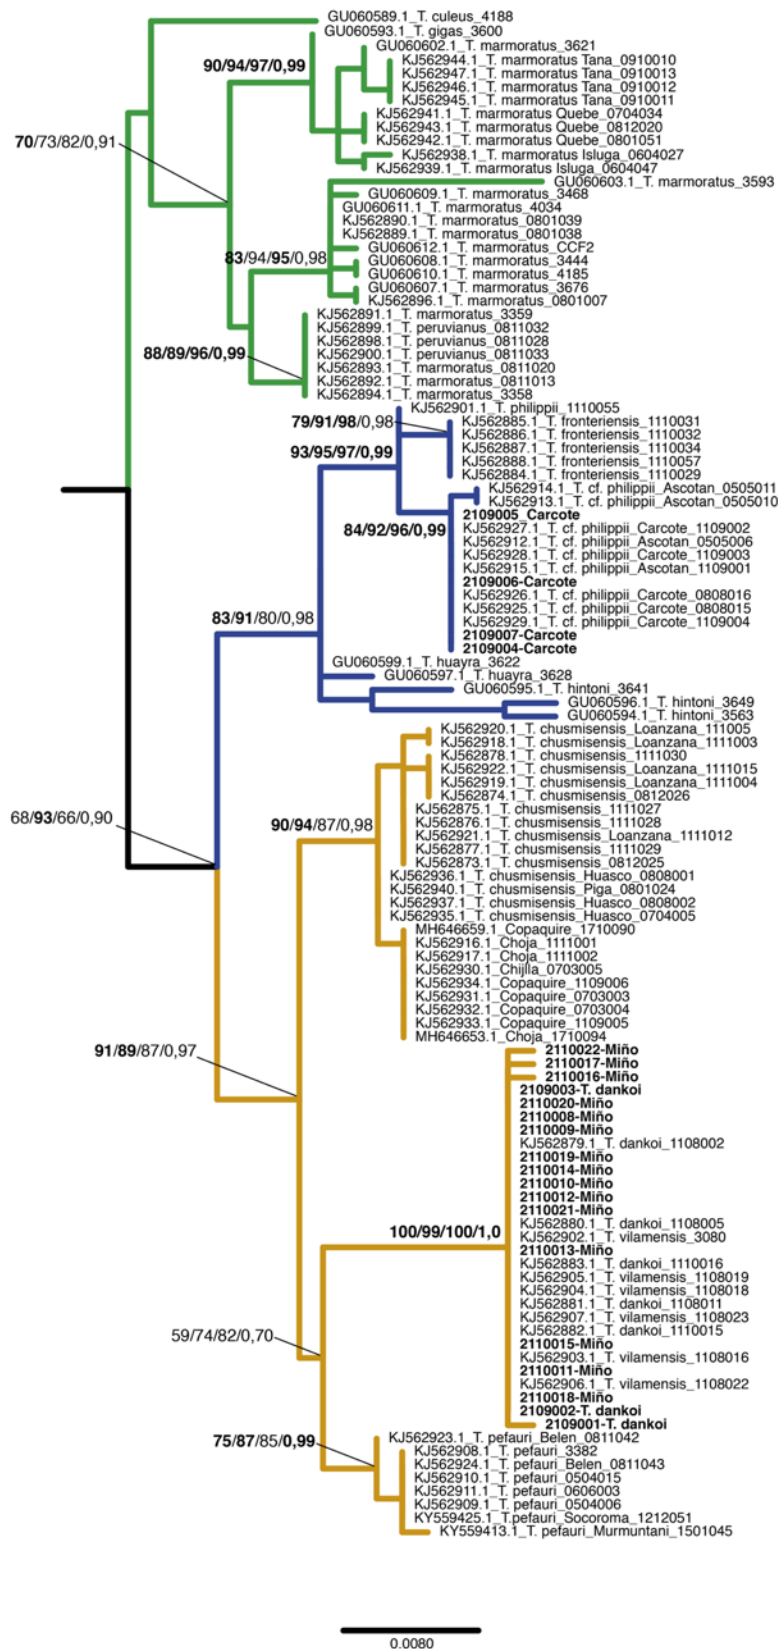 GU060589.1_T. culeus_4188
GU060593.1_T. gigas_3600
GU060602.1_T. marmoratus_3621
90/94/97/0,99
KJ562944.1_T. marmoratus Tana_0910010
KJ562947.1_T. marmoratus Tana_0910013
KJ562946.1_T. marmoratus Tana_0910012
KJ562945.1_T. marmoratus Tana_0910011
KJ562941.1_T. marmoratus Quebe_0704034
KJ562943.1_T. marmoratus Quebe_0812020
70/73/82/0,91
KJ562942.1_T. marmoratus Quebe_0801051
KJ562938.1_T. marmoratus Isluga_0604027
KJ562939.1_T. marmoratus Isluga_0604047
GU060603.1_T. marmoratus_3593
GU060609.1_T. marmoratus_3468
GU060611.1_T. marmoratus_4034
KJ562890.1_T. marmoratus_0801039
KJ562889.1_T. marmoratus_0801038
GU060612.1_T. marmoratus_CCF2
83/94/95/0,98
GU060608.1_T. marmoratus_3444
GU060610.1_T. marmoratus_4185
GU060607.1_T. marmoratus_3676
KJ562896.1_T. marmoratus_0801007
KJ562891.1_T. marmoratus_3359
KJ562899.1_T. peruvianus_0811032
KJ562898.1_T. peruvianus_0811028
88/89/96/0,99
KJ562900.1_T. peruvianus_0811033
KJ562893.1_T. marmoratus_0811020
KJ562892.1_T. marmoratus_0811013
KJ562894.1_T. marmoratus_3358
KJ562901.1_T. philippii_1110055
79/91/98/0,98
KJ562885.1_T. fronteriensis_1110031
KJ562886.1_T. fronteriensis_1110032
KJ562887.1_T. fronteriensis_1110034
93/95/97/0,99
KJ562888.1_T. fronteriensis_1110057
KJ562884.1_T. fronteriensis_1110029
KJ562914.1_T. cf. philippii_Ascotan_0505011
KJ562913.1_T. cf. philippii_Ascotan_0505010
2109005_Carcote
84/92/96/0,99
KJ562927.1_T. cf. philippii_Carcote_1109002
KJ562912.1_T. cf. philippii_Ascotan_0505006
KJ562928.1_T. cf. philippii_Carcote_1109003
KJ562915.1_T. cf. philippii_Ascotan_1109001
2109006-Carcote
KJ562926.1_T. cf. philippii_Carcote_0808016
KJ562925.1_T. cf. philippii_Carcote_0808015
83/91/80/0,98
KJ562929.1_T. cf. philippii_Carcote_1109004
2109007-Carcote
2109004-Carcote
GU060599.1_T. huayra_3622
GU060597.1_T. huayra_3628
GU060595.1_T. hintoni_3641
GU060596.1_T. hintoni_3649
GU060594.1_T. hintoni_3563
KJ562920.1_T. chusmisensis_Loanzana_111005
KJ562918.1_T. chusmisensis_Loanzana_1111003
KJ562878.1_T. chusmisensis_1111030
KJ562922.1_T. chusmisensis_Loanzana_1111015
KJ562919.1_T. chusmisensis_Loanzana_1111004
KJ562874.1_T. chusmisensis_0812026
KJ562875.1_T. chusmisensis_1111027
68/93/66/0,90
90/94/87/0,98
KJ562876.1_T. chusmisensis_1111028
KJ562921.1_T. chusmisensis_Loanzana_1111012
KJ562877.1_T. chusmisensis_1111029
KJ562873.1_T. chusmisensis_0812025
KJ562936.1_T. chusmisensis_Huasco_0808001
KJ562940.1_T. chusmisensis_Piga_0801024
KJ562937.1_T. chusmisensis_Huasco_0808002
KJ562935.1_T. chusmisensis_Huasco_0704005
MH646659.1_Copaquire_1710090
KJ562916.1_Choja_1111001
KJ562917.1_Choja_1111002
KJ562930.1_Chijlla_0703005
KJ562934.1_Copaquire_1109006
KJ562931.1_Copaquire_0703003
KJ562932.1_Copaquire_0703004
KJ562933.1_Copaquire_1109005
MH646653.1_Choja_1710094
91/89/87/0,97
2110022-Miño
2110017-Miño
2110016-Miño
2109003-T. dankoi
2110020-Miño
2110008-Miño
2110009-Miño
KJ562879.1_T. dankoi_1108002
2110019-Miño
2110014-Miño
2110010-Miño
2110012-Miño
2110021-Miño
100/99/100/1,0
KJ562880.1_T. dankoi_1108005
KJ562902.1_T. vilamensis_3080
2110013-Miño
KJ562883.1_T. dankoi_1110016
KJ562905.1_T. vilamensis_1108019
KJ562904.1_T. vilamensis_1108018
KJ562881.1_T. dankoi_1108011
KJ562907.1_T. vilamensis_1108023
KJ562882.1_T. dankoi_1110015
59/74/82/0,70
2110015-Miño
KJ562903.1_T. vilamensis_1108016
2110011-Miño
KJ562906.1_T. vilamensis_1108022
2110018-Miño
2109002-T. dankoi
2109001-T. dankoi
75/87/85/0,99
KJ562923.1_T. pefauri_Belen_0811042
KJ562908.1_T. pefauri_3382
KJ562924.1_T. pefauri_Belen_0811043
KJ562910.1_T. pefauri_0504015
KJ562911.1_T. pefauri_0606003
KJ562909.1_T. pefauri_0504006
KY559425.1_T.pefauri_Socoroma_1212051
KY559413.1_T. pefauri_Murmuntani_1501045
0.0080